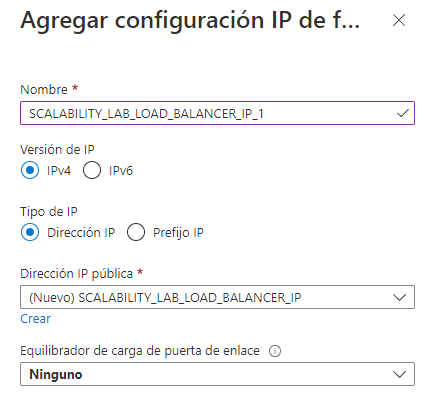 Agregar configuración IP de f...
Nombre *
SCALABILITY_LAB_LOAD_BALANCER_IP_1
Versión de IP
IPv4 IPv6
Tipo de IP
Dirección IP Prefijo IP
Dirección IP pública *
(Nuevo) SCALABILITY_LAB_LOAD_BALANCER_IP
Crear
Equilibrador de carga de puerta de enlace
Ninguno